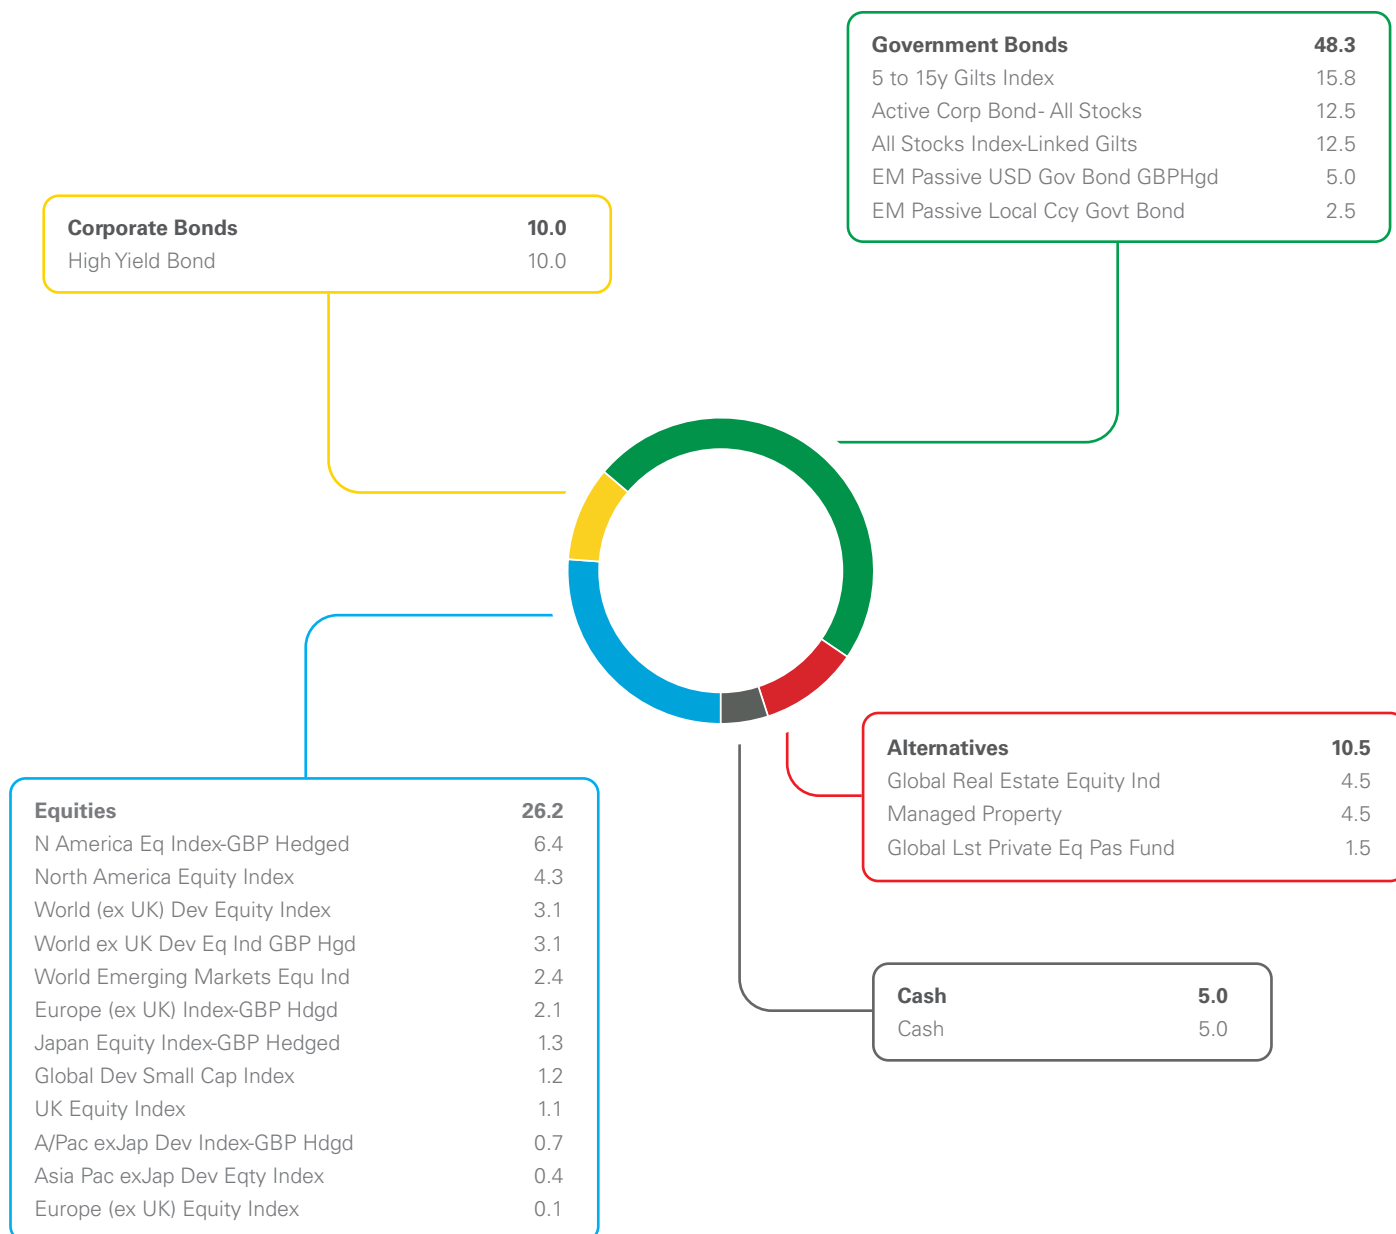 Government Bonds 48.3
5 to 15y Gilts Index 15.8
Active Corp Bond- All Stocks 12.5
All Stocks Index-Linked Gilts 12.5
EM Passive USD Gov Bond GBPHgd 5.0
EM Passive Local Ccy Govt Bond 2.5
Corporate Bonds 10.0
High Yield Bond 10.0
Alternatives 10.5
Global Real Estate Equity Ind 4.5
Managed Property 4.5
Global Lst Private Eq Pas Fund 1.5
Equities 26.2
N America Eq Index-GBP Hedged 6.4
North America Equity Index 4.3
World (ex UK) Dev Equity Index 3.1
World ex UK Dev Eq Ind GBP Hgd 3.1
World Emerging Markets Equ Ind 2.4
Europe (ex UK) Index-GBP Hdgd 2.1
Japan Equity Index-GBP Hedged 1.3
Global Dev Small Cap Index 1.2
UK Equity Index 1.1
A/Pac exJap Dev Index-GBP Hdgd 0.7
Asia Pac exJap Dev Eqty Index 0.4
Europe (ex UK) Equity Index 0.1
Cash 5.0
Cash 5.0